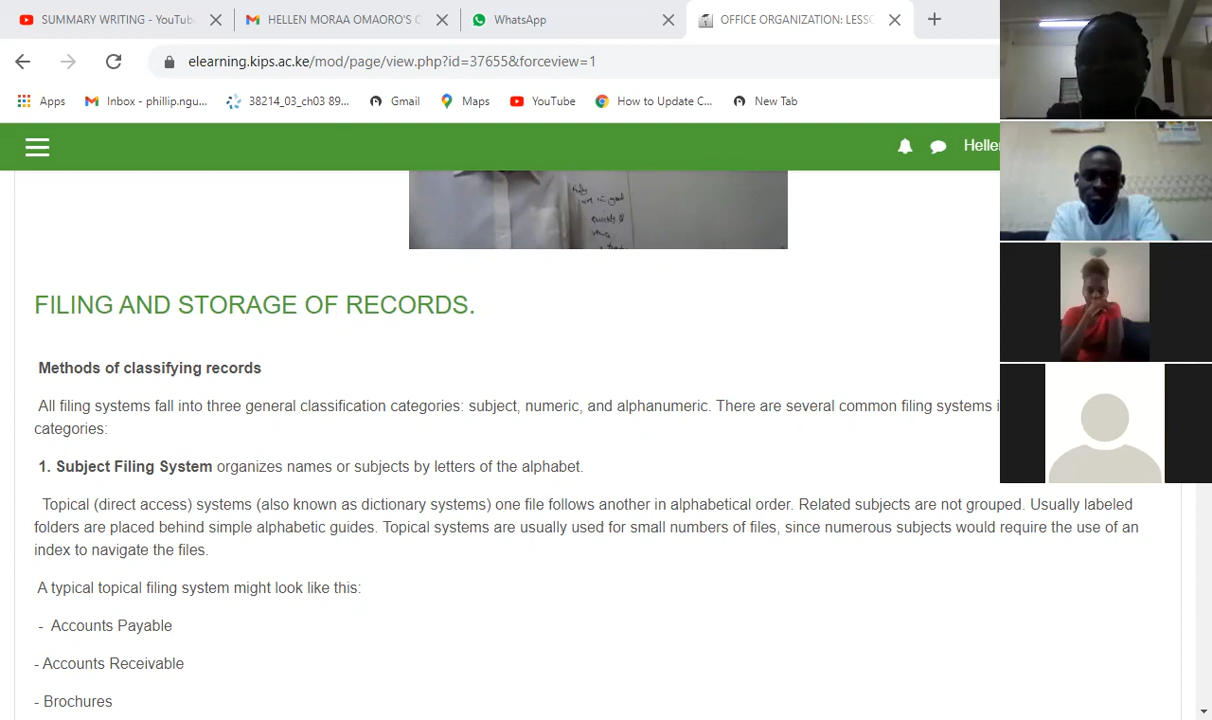 SUMMARY WRITING - YouTub
HELLEN MORAA OMAORO'S C
WhatsApp
OFFICE ORGANIZATION: LESSO
elearning.kips.ac.ke/mod/page/view.php?id=37655&forceview=1
Apps
Inbox - phillip.ngu...
38214_03_ch03 89...
Gmail
Maps
YouTube
How to Update C...
New Tab
Hellen
FILING AND STORAGE OF RECORDS.
Methods of classifying records
All filing systems fall into three general classification categories: subject, numeric, and alphanumeric. There are several common filing systems i
categories:
1. Subject Filing System organizes names or subjects by letters of the alphabet.
Topical (direct access) systems (also known as dictionary systems) one file follows another in alphabetical order. Related subjects are not grouped. Usually labeled
folders are placed behind simple alphabetic guides. Topical systems are usually used for small numbers of files, since numerous subjects would require the use of an
index to navigate the files.
A typical topical filing system might look like this:
- Accounts Payable
- Accounts Receivable
- Brochures